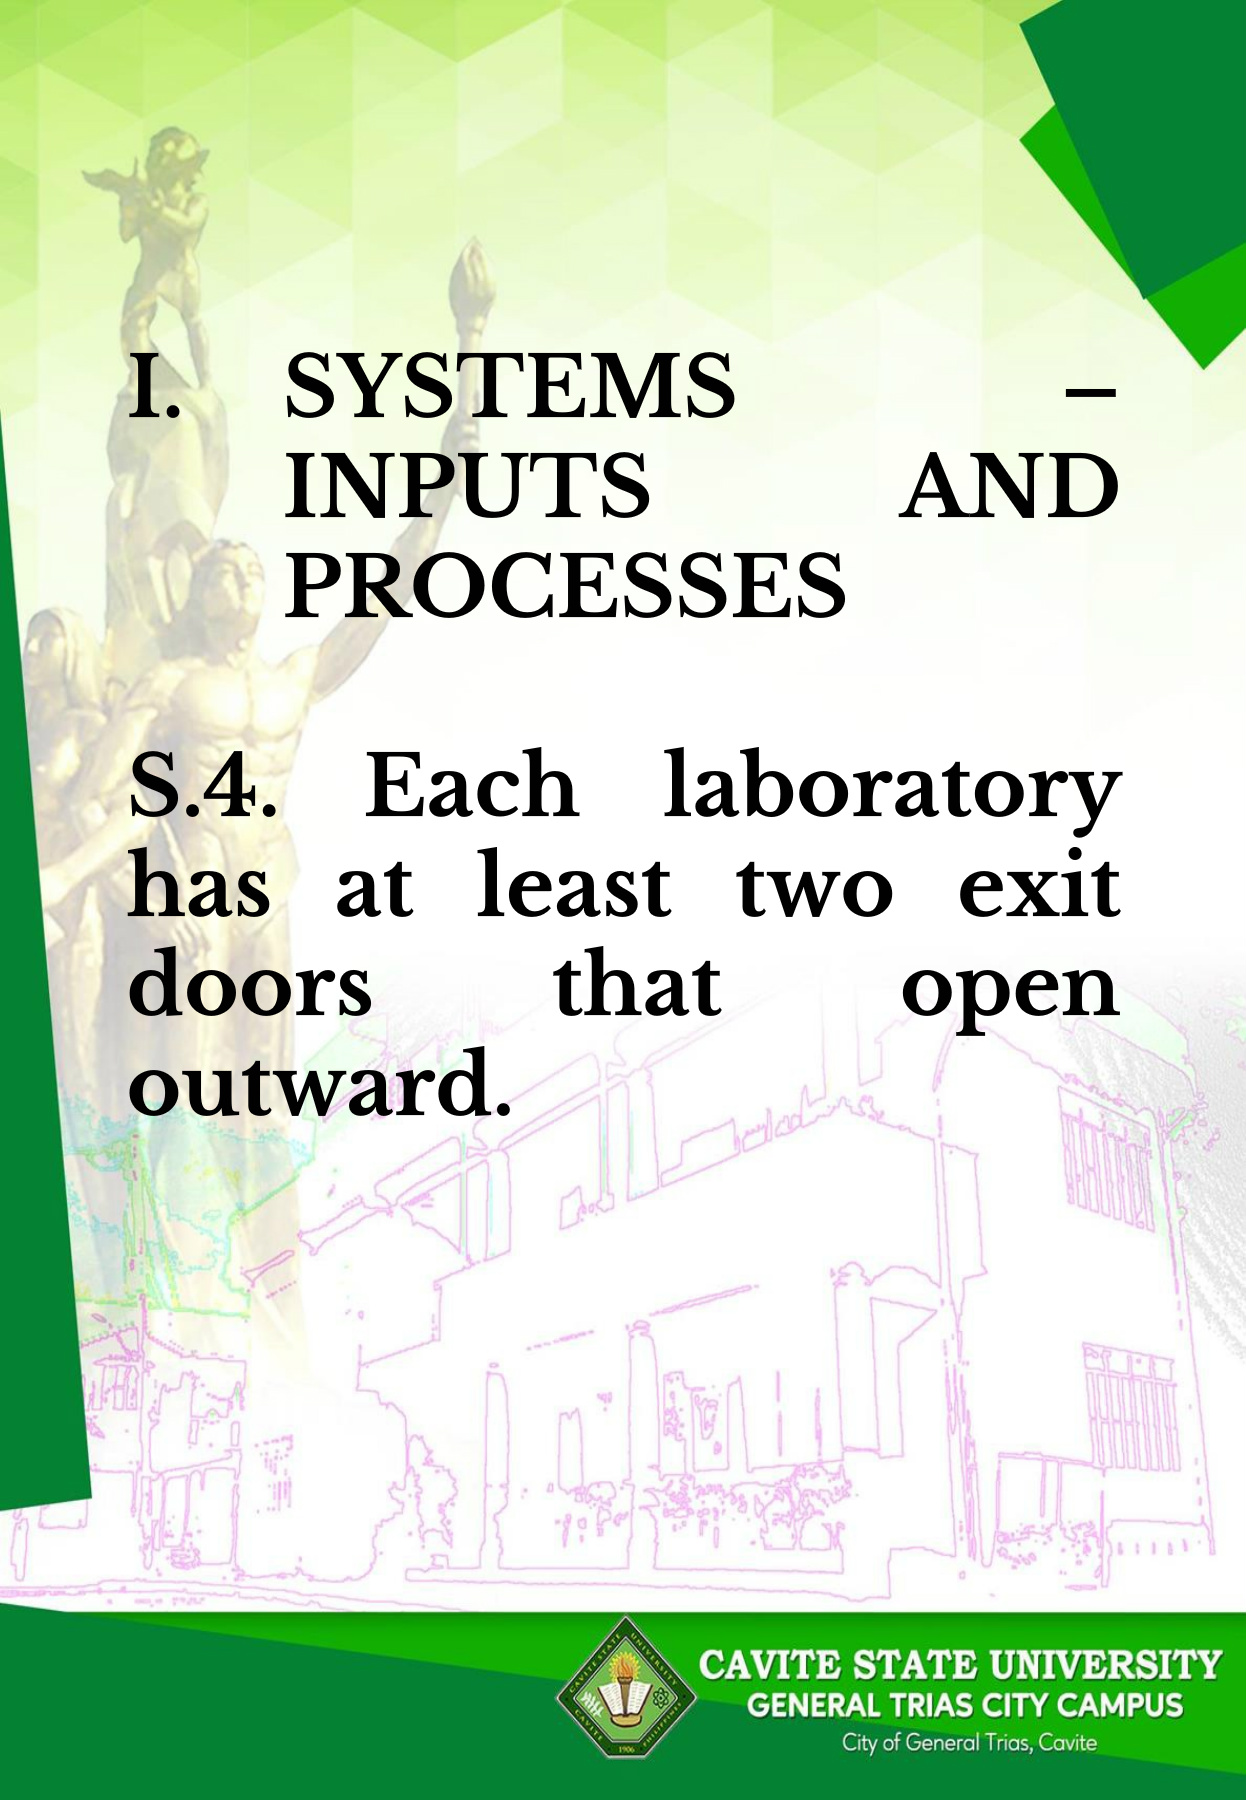 I. SYSTEMS –
INPUTS AND
PROCESSES
S.4. Each laboratory
has at least two exit
doors that open
outward.
CAVITE STATE UNIVERSITY
GENERAL TRIAS CITY CAMPUS
City of General Trias, Cavite
CAVITE STATE UNIVERSITY
CAVITE
PHILIPPINES
1906